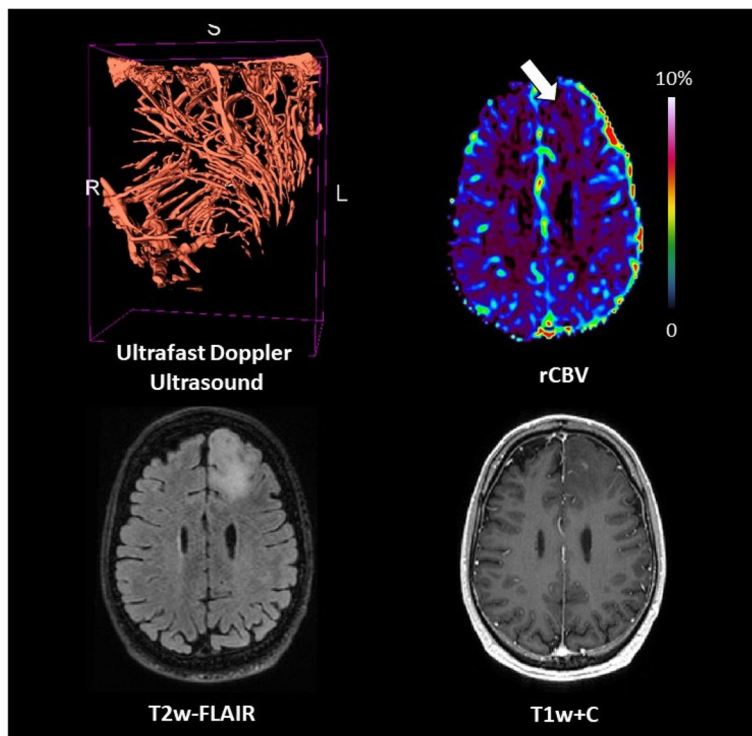 S
R
L
Ultrafast Doppler
Ultrasound
10%
0
rCBV
T2w-FLAIR
T1w+C